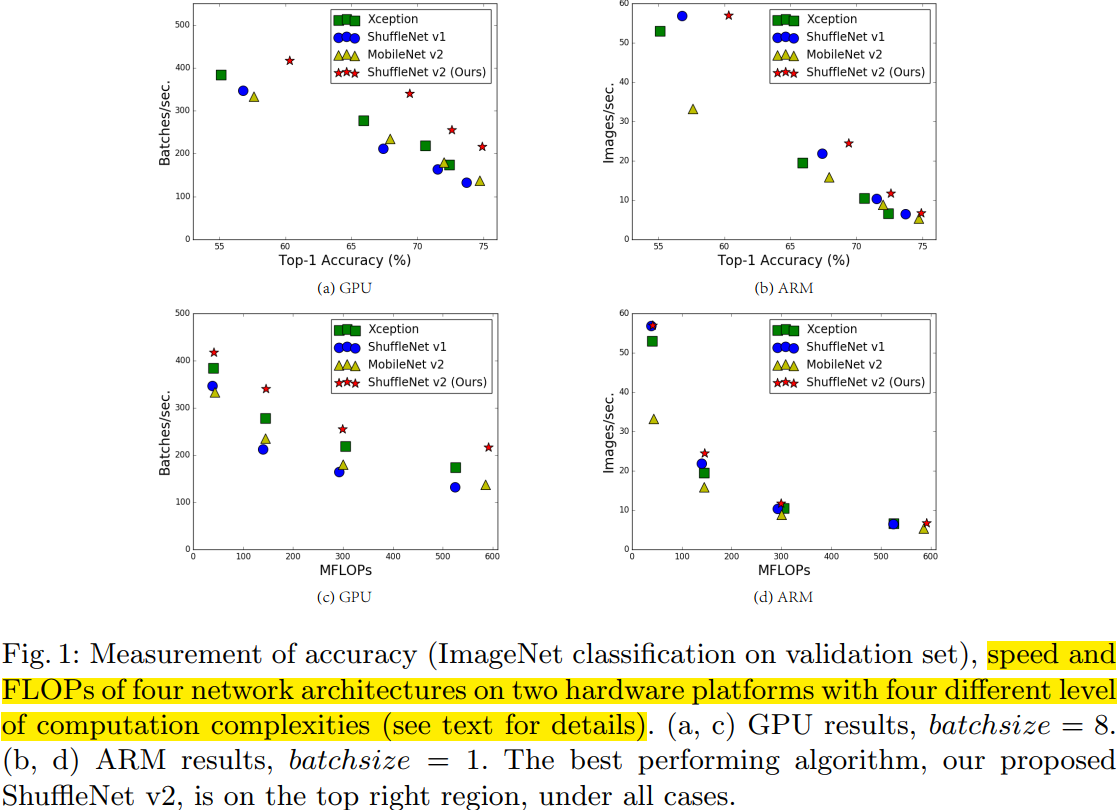 500
400
300
200
100
0
Batches/sec.
Xception
ShuffleNet v1
MobileNet v2
ShuffleNet v2 (Ours)
55 60 65 70 75
Top-1 Accuracy (%)
(a) GPU
60
50
40
30
20
10
0
Images/sec.
Xception
ShuffleNet v1
MobileNet v2
ShuffleNet v2 (Ours)
55 60 65 70 75
Top-1 Accuracy (%)
(b) ARM
500
400
300
200
100
0
Batches/sec.
Xception
ShuffleNet v1
MobileNet v2
ShuffleNet v2 (Ours)
0 100 200 300 400 500 600
MFLOPs
(c) GPU
60
50
40
30
20
10
0
Images/sec.
Xception
ShuffleNet v1
MobileNet v2
ShuffleNet v2 (Ours)
0 100 200 300 400 500 600
MFLOPs
(d) ARM
Fig. 1: Measurement of accuracy (ImageNet classification on validation set), speed and
FLOPs of four network architectures on two hardware platforms with four different level
of computation complexities (see text for details). (a, c) GPU results, batchsize = 8.
(b, d) ARM results, batchsize = 1. The best performing algorithm, our proposed
ShuffleNet v2, is on the top right region, under all cases.